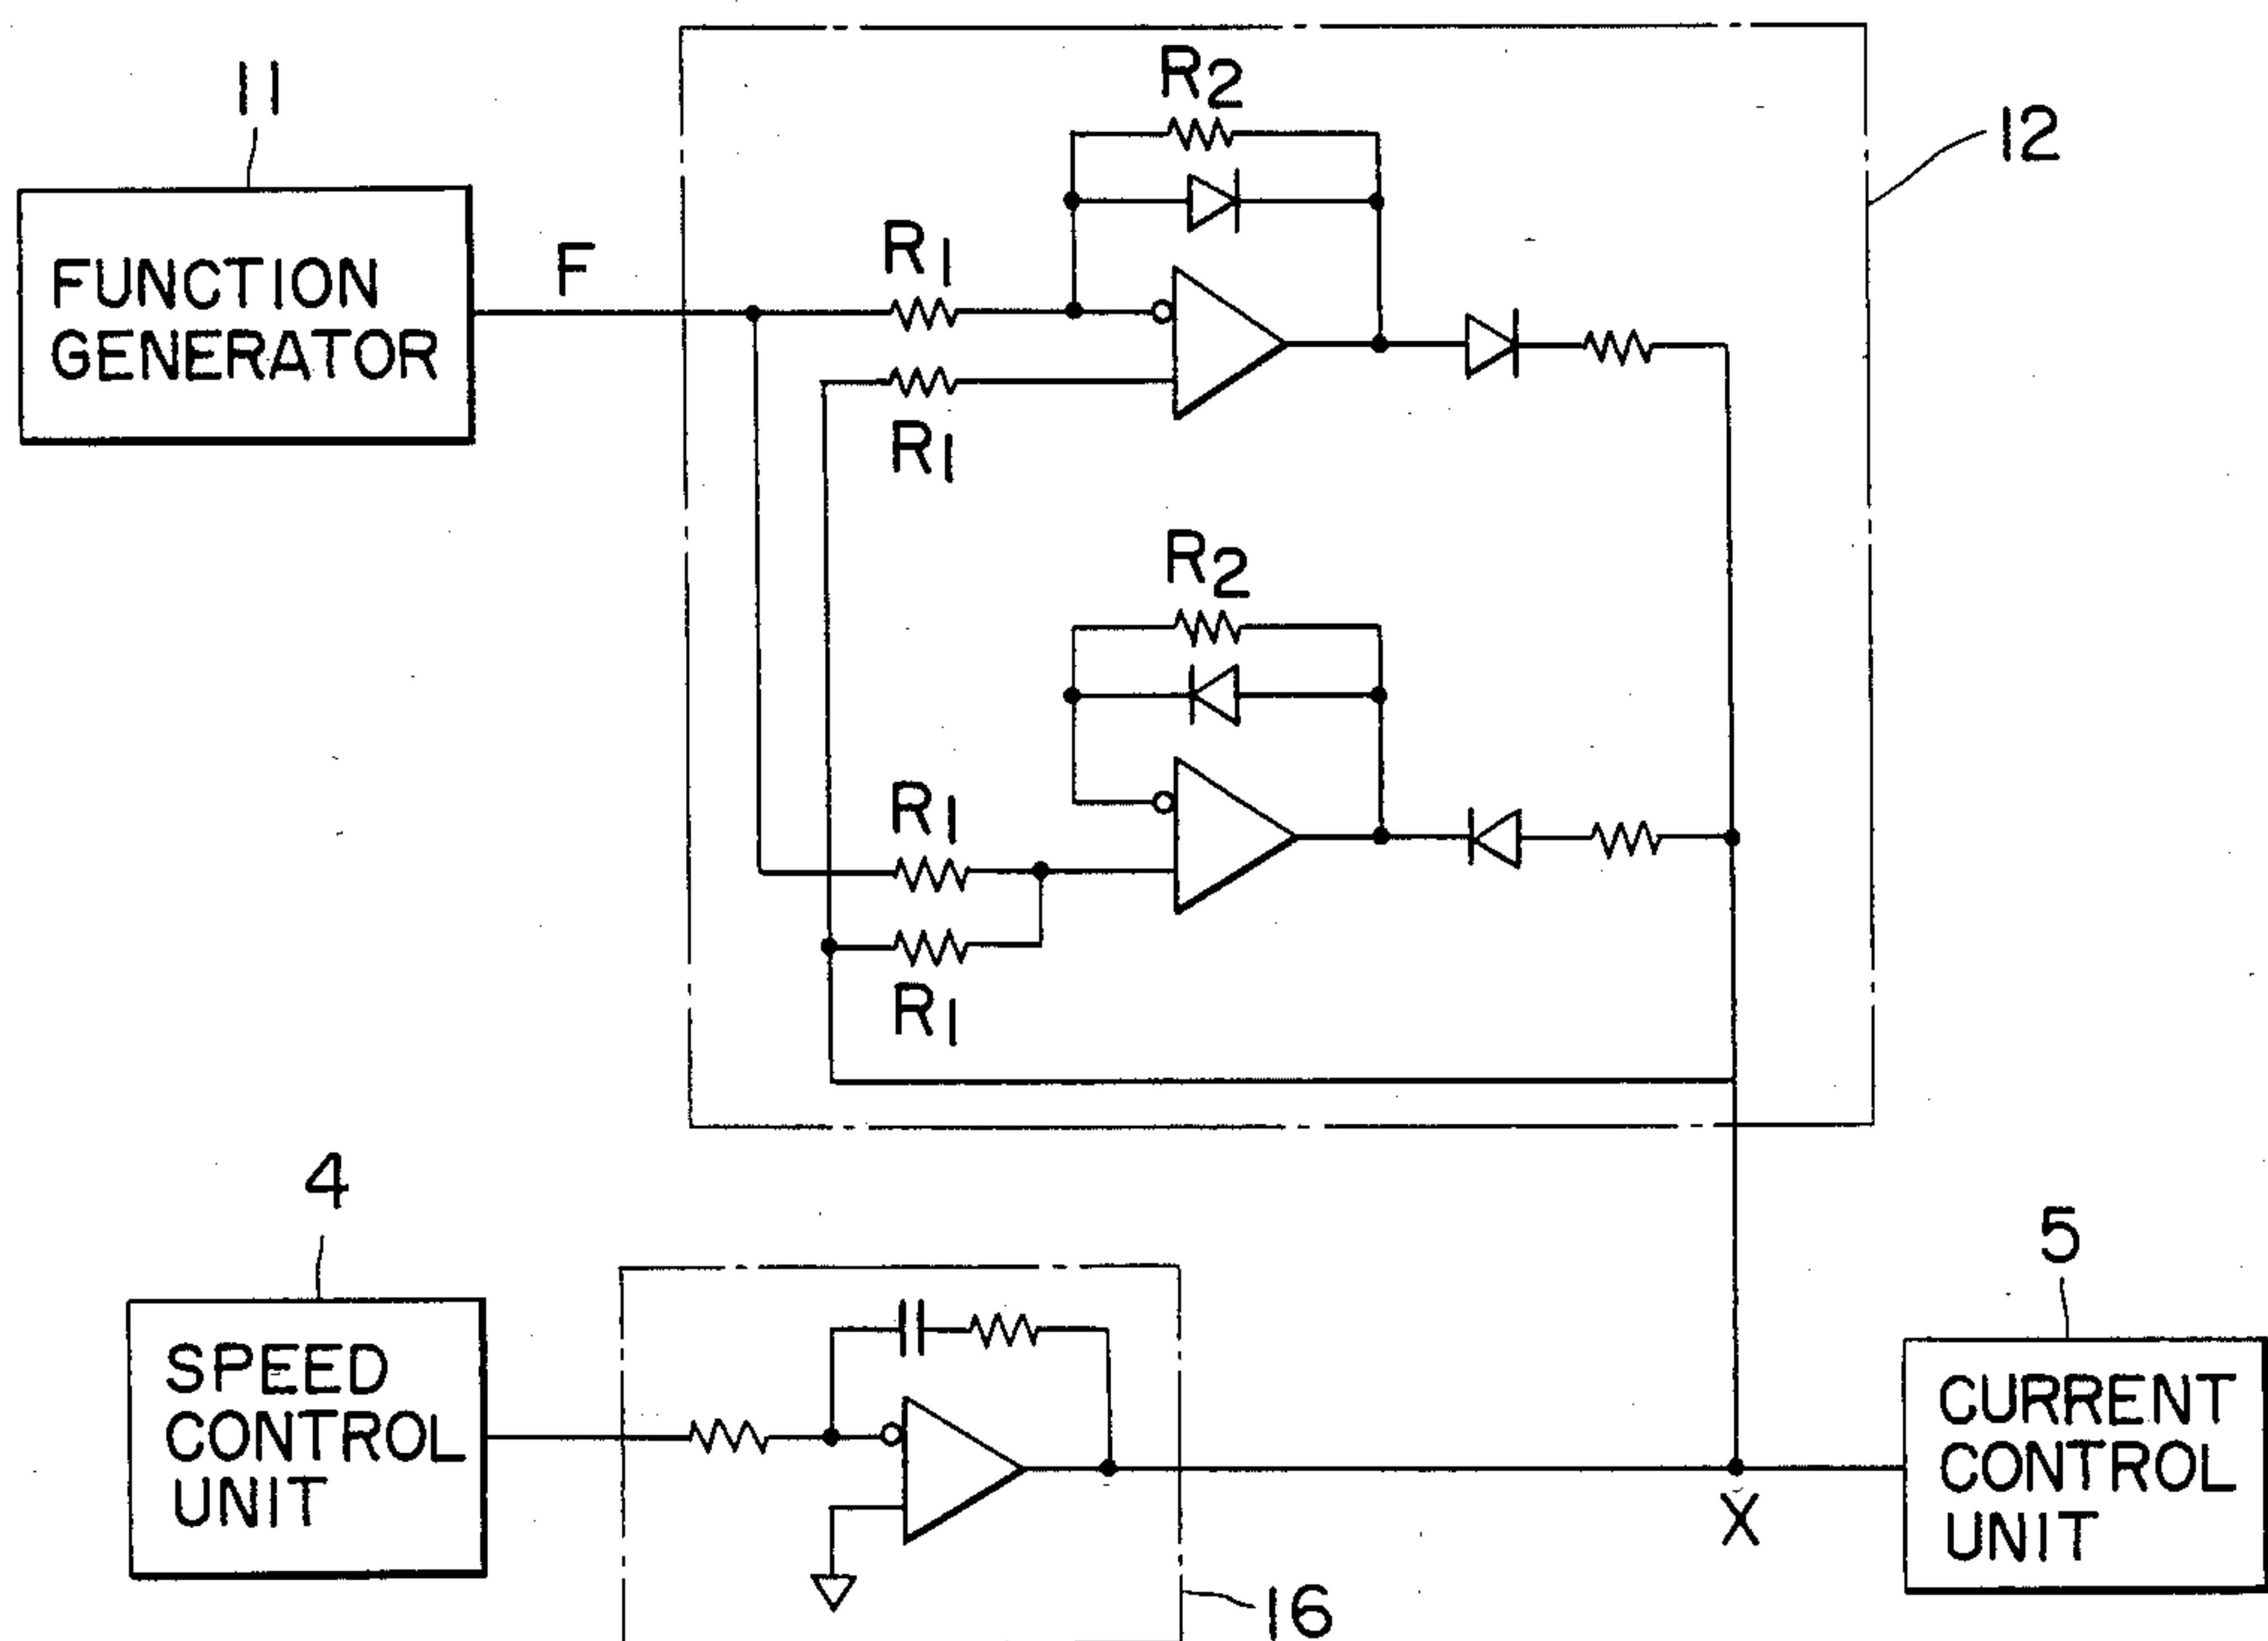 11
FUNCTION
GENERATOR
F
R2
R1
R1
12
R2
R1
R1
4
SPEED
CONTROL
UNIT
16
X
5
CURRENT
CONTROL
UNIT